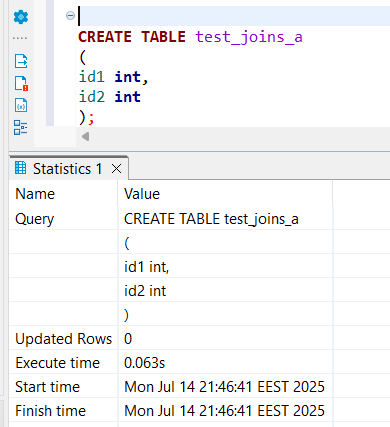 CREATE TABLE test_joins_a
(
id1 int,
id2 int
);
Statistics 1
Name Value
Query CREATE TABLE test_joins_a
(
id1 int,
id2 int
)
Updated Rows 0
Execute time 0.063s
Start time Mon Jul 14 21:46:41 EEST 2025
Finish time Mon Jul 14 21:46:41 EEST 2025